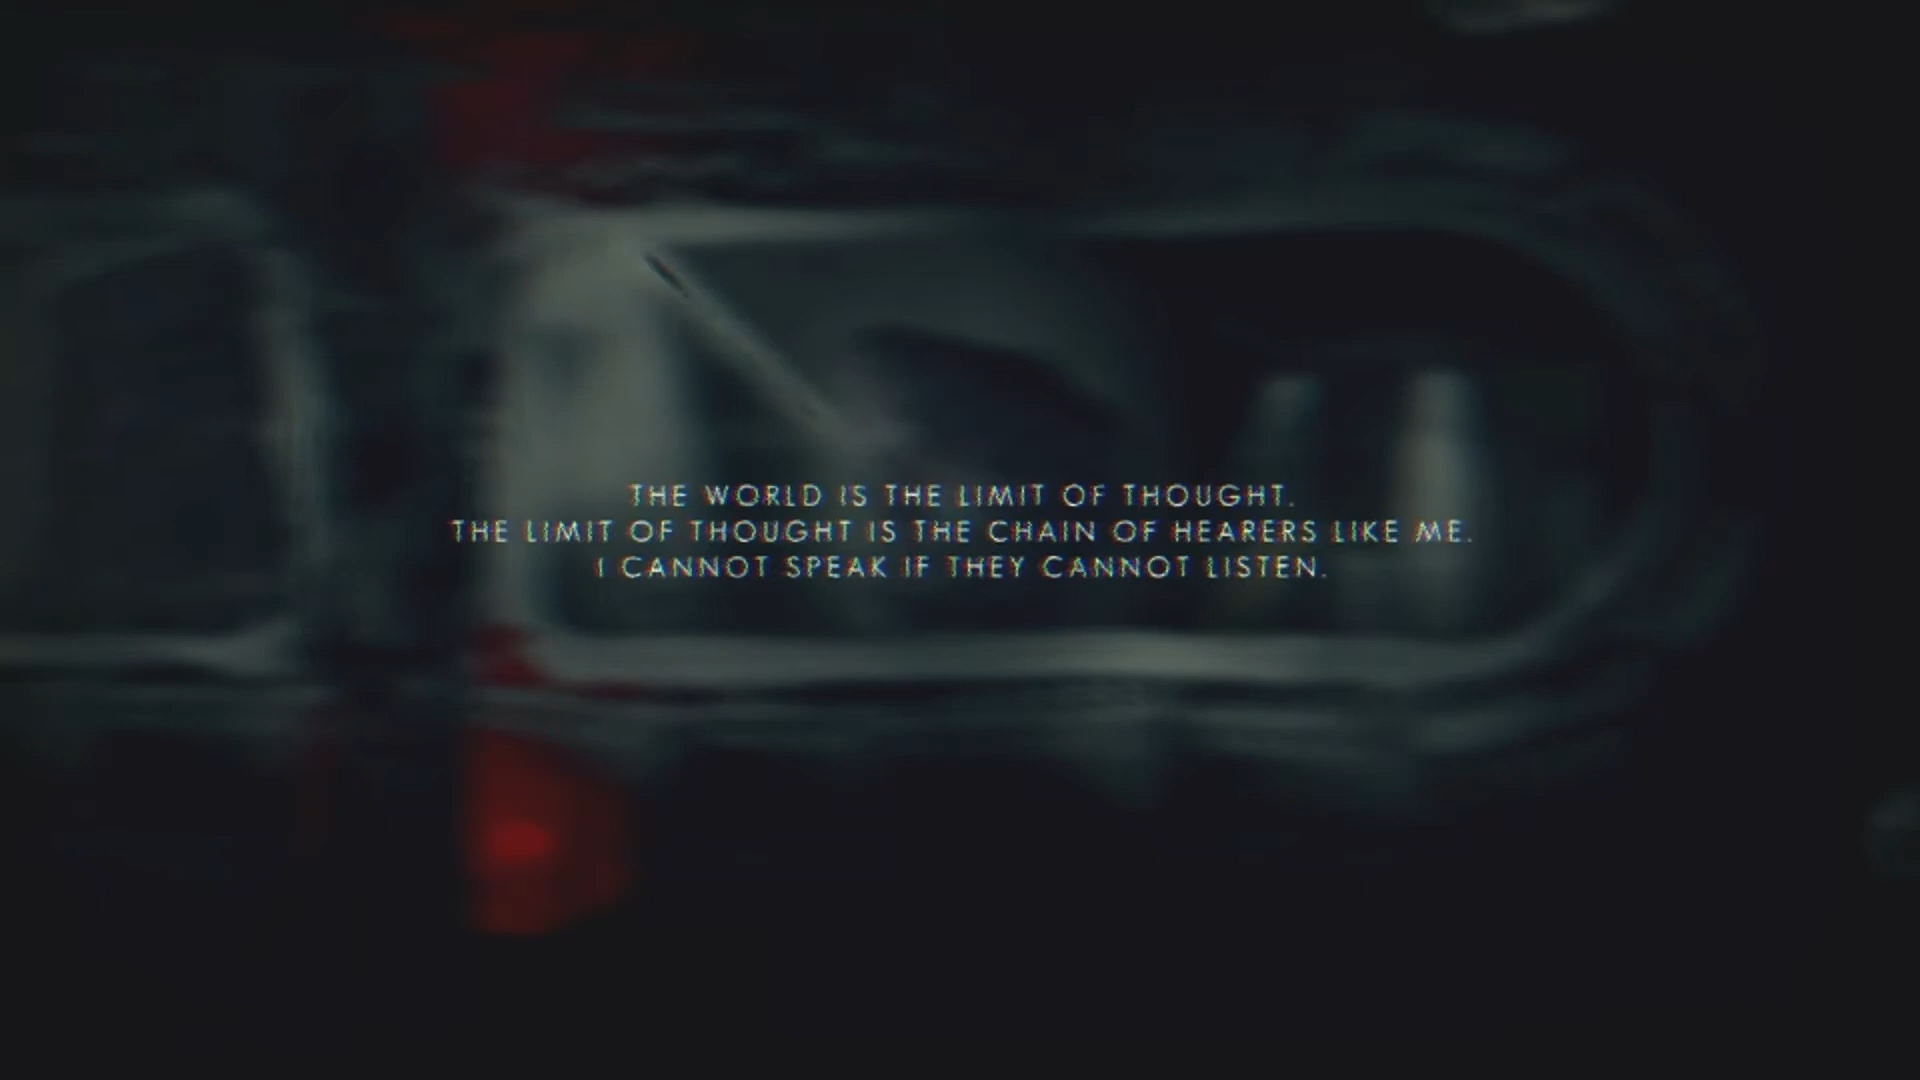 THE WORLD IS THE LIMIT OF THOUGHT.
THE LIMIT OF THOUGHT IS THE CHAIN OF HEARERS LIKE ME.
I CANNOT SPEAK IF THEY CANNOT LISTEN.